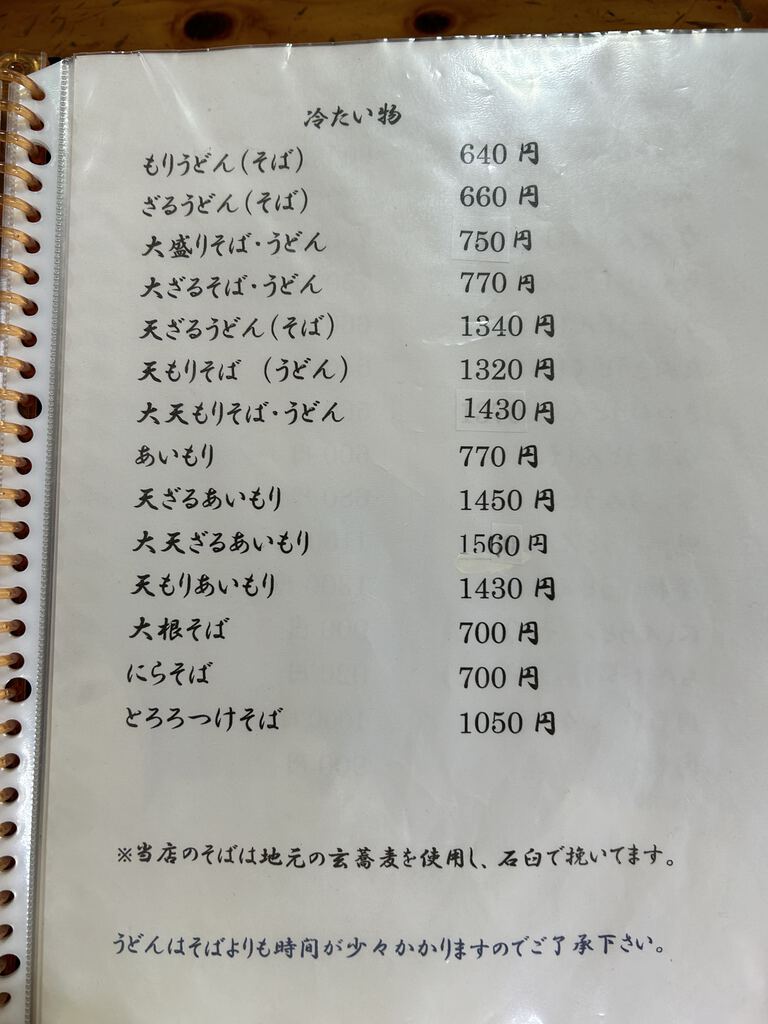 冷たい物
もりうどん(そば) 640円
ざるうどん(そば) 660円
大盛りそば・うどん 750円
大ざるそば・うどん 770円
天ざるうどん(そば) 1340円
天もりそば (うどん) 1320円
大天もりそば・うどん 1430円
あいもり 770円
天ざるあいもり 1450円
大天ざるあいもり 1560円
天もりあいもり 1430円
大根そば 700円
にらそば 700円
とろろつけそば 1050円
※当店のそばは地元の玄蕎麦を使用し、石臼で挽いてます。
うどんはそばよりも時間が少々かかりますのでご了承下さい。